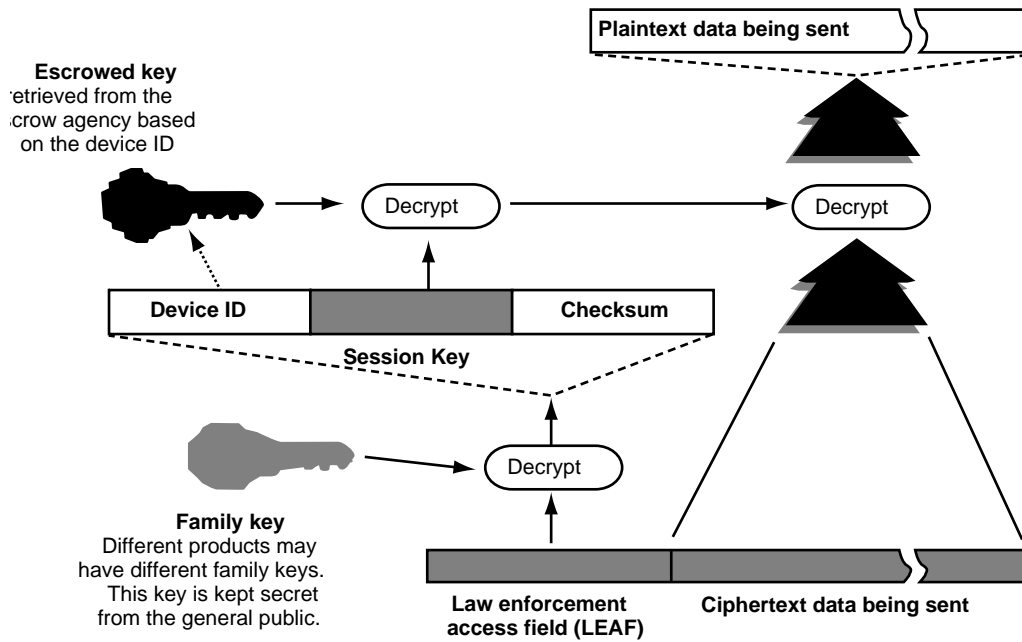 Plaintext data being sent
Escrowed key
retrieved from the
scrow agency based
on the device ID
Decrypt
Decrypt
Device ID
Checksum
Session Key
Decrypt
Family key
Different products may
have different family keys.
This key is kept secret
from the general public.
Law enforcement
access field (LEAF)
Ciphertext data being sent